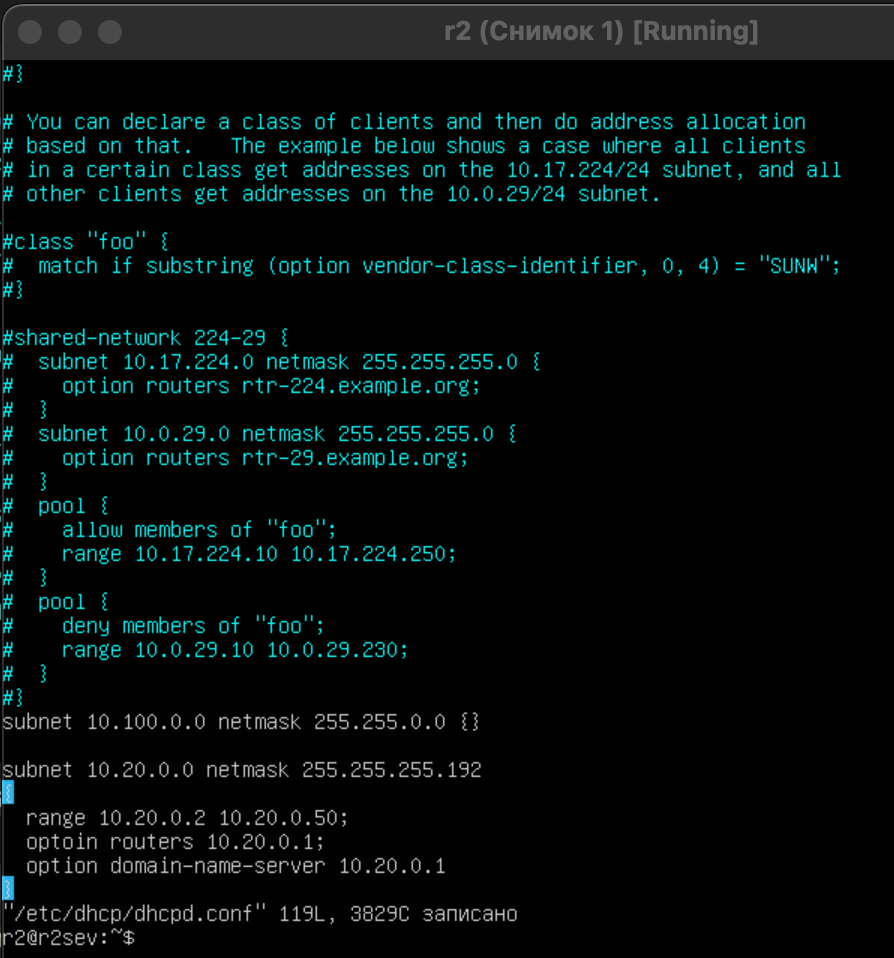 r2 (Снимок 1) [Running]
#}
# You can declare a class of clients and then do address allocation
# based on that.   The example below shows a case where all clients
# in a certain class get addresses on the 10.17.224/24 subnet, and all
# other clients get addresses on the 10.0.29/24 subnet.
#class "foo" {
#  match if substring (option vendor-class-identifier, 0, 4) = "SUNW";
#}
#shared-network 224-29 {
#  subnet 10.17.224.0 netmask 255.255.255.0 {
#    option routers rtr-224.example.org;
#  }
#  subnet 10.0.29.0 netmask 255.255.255.0 {
#    option routers rtr-29.example.org;
#  }
#  pool {
#    allow members of "foo";
#    range 10.17.224.10 10.17.224.250;
#  }
#  pool {
#    deny members of "foo";
#    range 10.0.29.10 10.0.29.230;
#  }
#}
subnet 10.100.0.0 netmask 255.255.0.0 {}
subnet 10.20.0.0 netmask 255.255.255.192
{
  range 10.20.0.2 10.20.0.50;
  optoin routers 10.20.0.1;
  option domain-name-server 10.20.0.1
}
"/etc/dhcp/dhcpd.conf" 119L, 3829C записано
r2@r2sev:~$